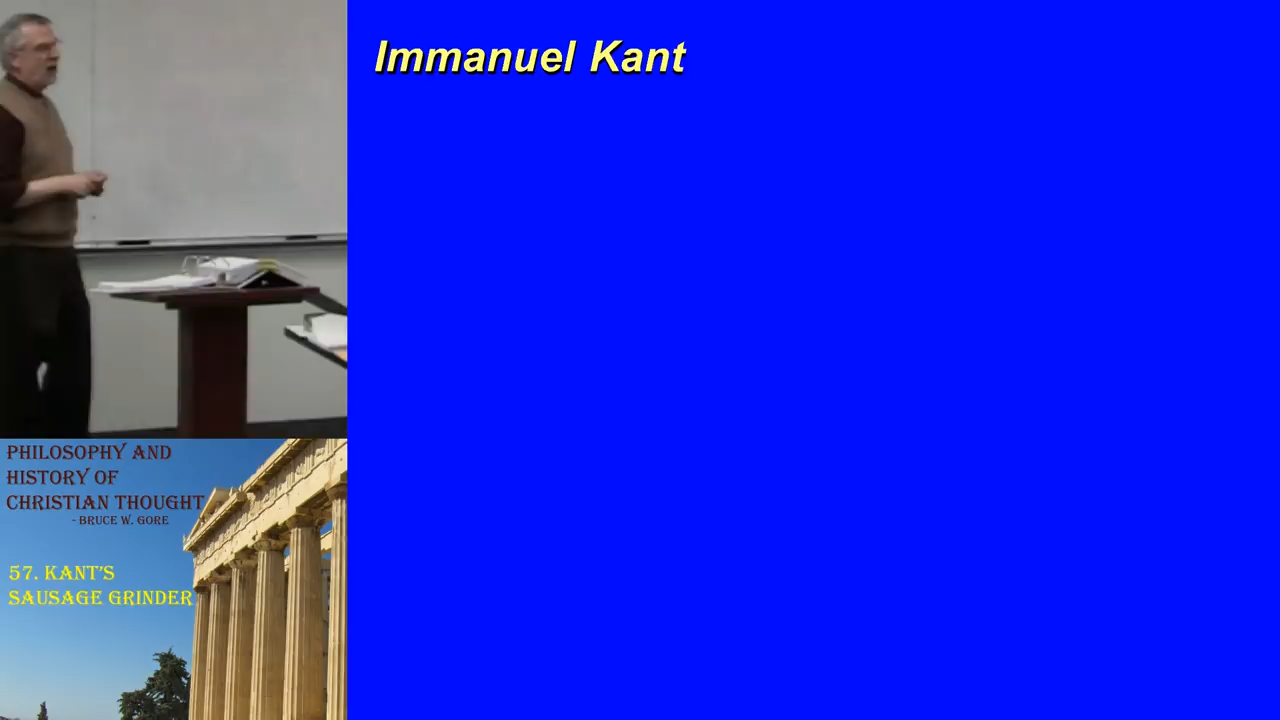 Immanuel Kant
PHILOSOPHY AND
HISTORY OF
CHRISTIAN THOUGHT
- BRUCE W. GORE
57. KANT'S
SAUSAGE GRINDER